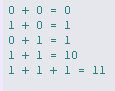 0 + 0 = 0
1 + 0 = 1
0 + 1 = 1
1 + 1 = 10
1 + 1 + 1 = 11